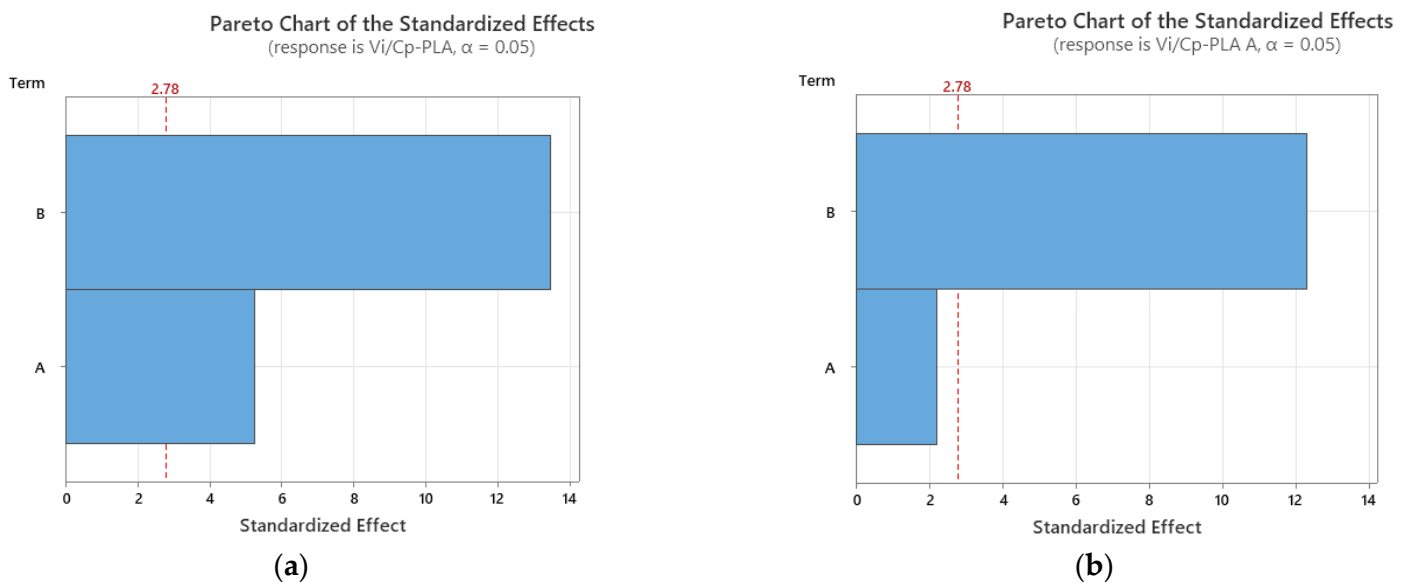 Pareto Chart of the Standardized Effects
(response is Vi/Cp-PLA, α = 0.05)
Term
2.78
B
A
0 2 4 6 8 10 12 14
Standardized Effect
(a)
Pareto Chart of the Standardized Effects
(response is Vi/Cp-PLA A, α = 0.05)
Term
2.78
B
A
0 2 4 6 8 10 12 14
Standardized Effect
(b)